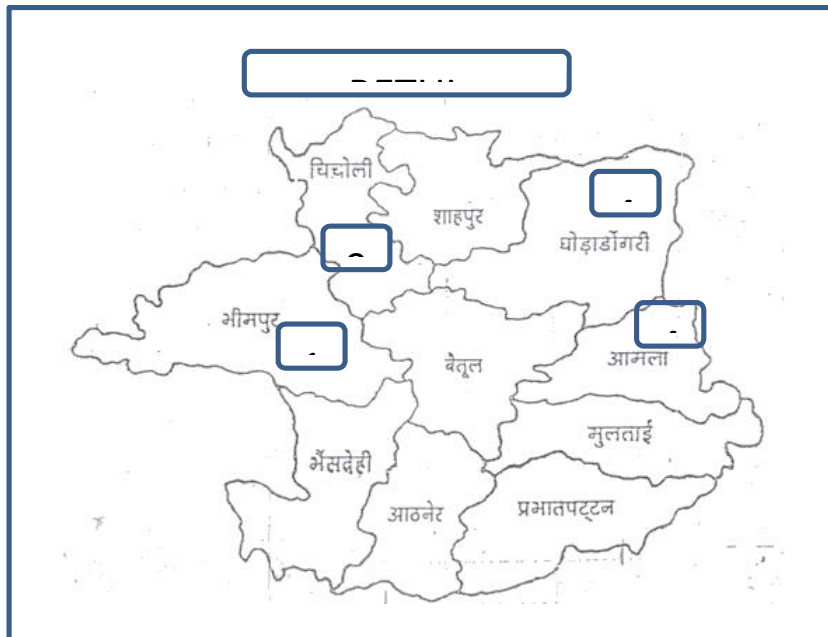 चिचोली
शाहपुर
घोड़ाडोंगरी
भीमपुर
बैतूल
आमला
मुलताई
भैंसदेही
आठनेर
प्रभातपट्टन